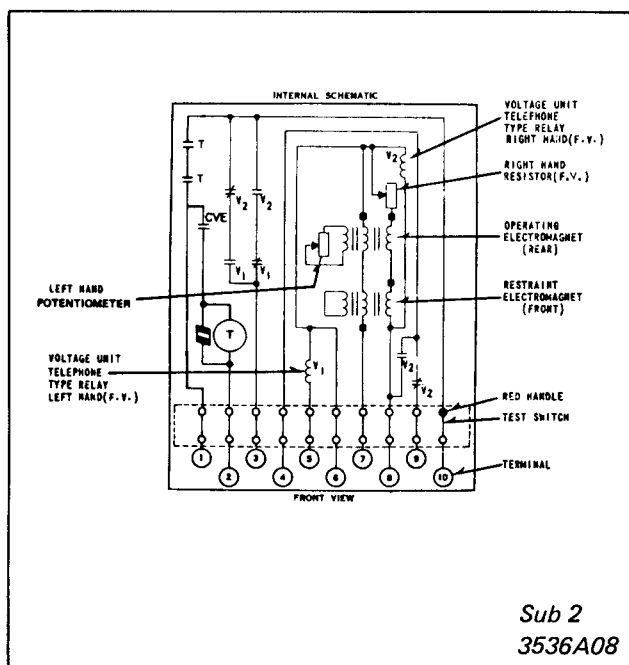 INTERNAL SCHEMATIC
VOLTAGE UNIT
TELEPHONE
TYPE RELAY
RIGHT HAND(F.V.)
RIGHT HAND
RESISTOR(F.V.)
OPERATING
ELECTROMAGNET
(REAR)
RESTRAINT
ELECTROMAGNET
(FRONT)
T
T
CVE
V2
V2
V1
V1
T
V2
LEFT HAND
POTENTIOMETER
VOLTAGE UNIT
TELEPHONE
TYPE RELAY
LEFT HAND(F.V.)
V1
V2
V2
RED HANDLE
TEST SWITCH
TERMINAL
1
2
3
4
5
6
7
8
9
10
FRONT VIEW
Sub 2
3536A08